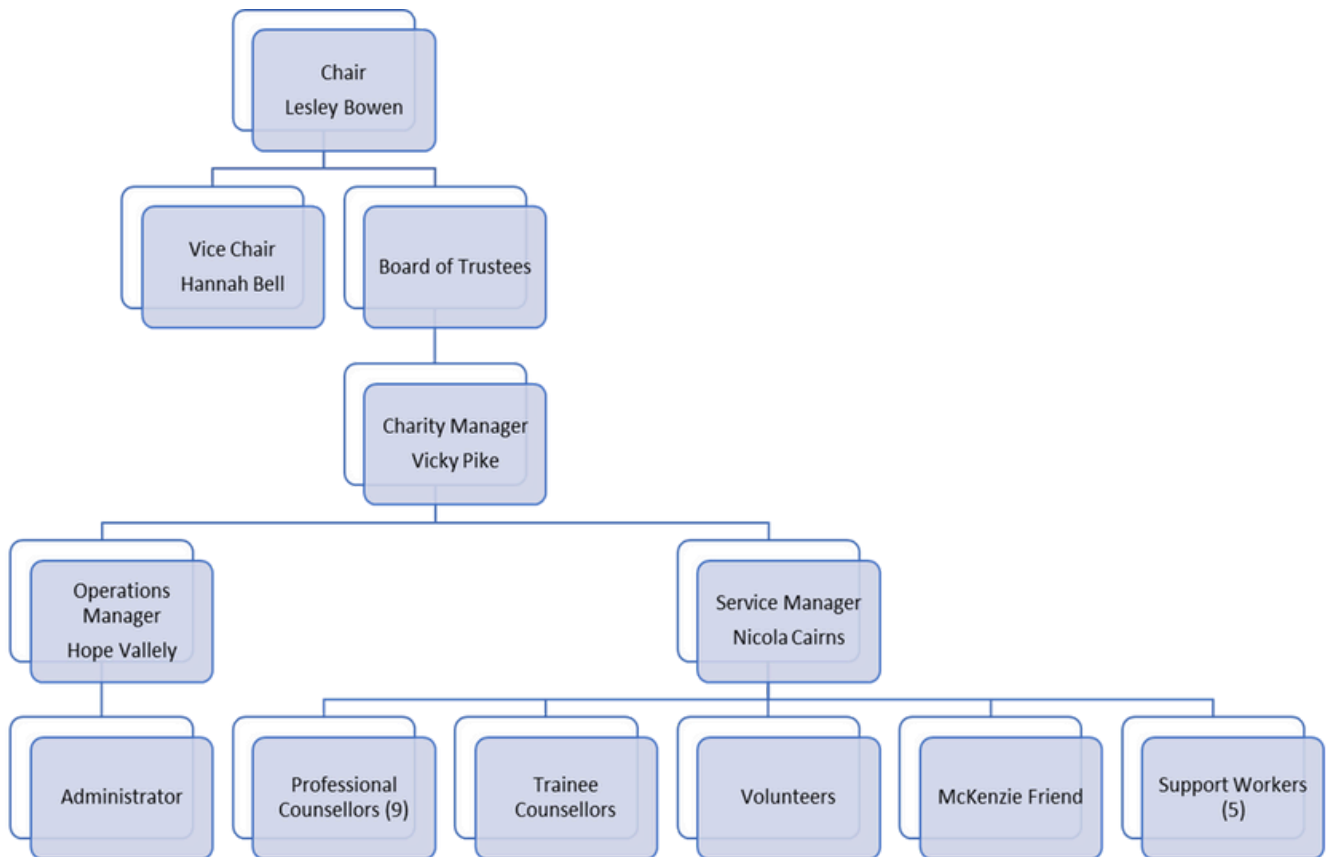 Chair
Lesley Bowen
Vice Chair
Hannah Bell
Board of Trustees
Charity Manager
Vicky Pike
Operations
Manager
Hope Vallely
Service Manager
Nicola Cairns
Administrator
Professional
Counsellors (9)
Trainee
Counsellors
Volunteers
McKenzie Friend
Support Workers
(5)